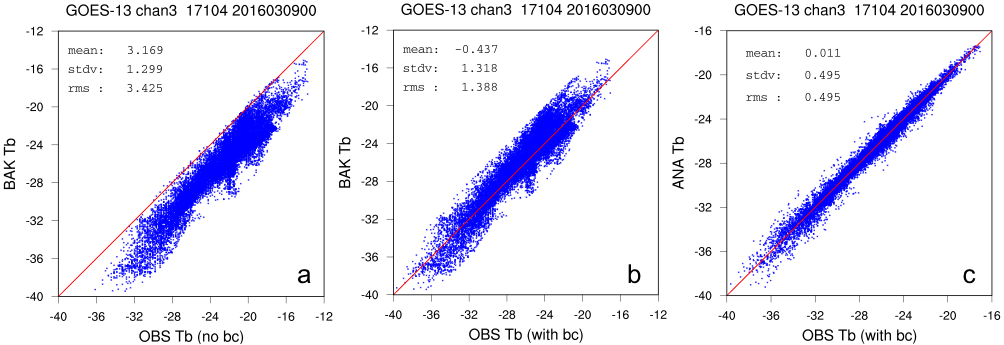 GOES-13 chan3 17104 2016030900
-12
-16
-20
-24
-28
-32
-36
-40
BAK Tb
mean: 3.169
stdv: 1.299
rms : 3.425
a
-40 -36 -32 -28 -24 -20 -16 -12
OBS Tb (no bc)
GOES-13 chan3 17104 2016030900
-12
-16
-20
-24
-28
-32
-36
-40
BAK Tb
mean: -0.437
stdv: 1.318
rms : 1.388
b
-40 -36 -32 -28 -24 -20 -16 -12
OBS Tb (with bc)
GOES-13 chan3 17104 2016030900
-16
-20
-24
-28
-32
-36
-40
ANA Tb
mean: 0.011
stdv: 0.495
rms : 0.495
c
-40 -36 -32 -28 -24 -20 -16
OBS Tb (with bc)